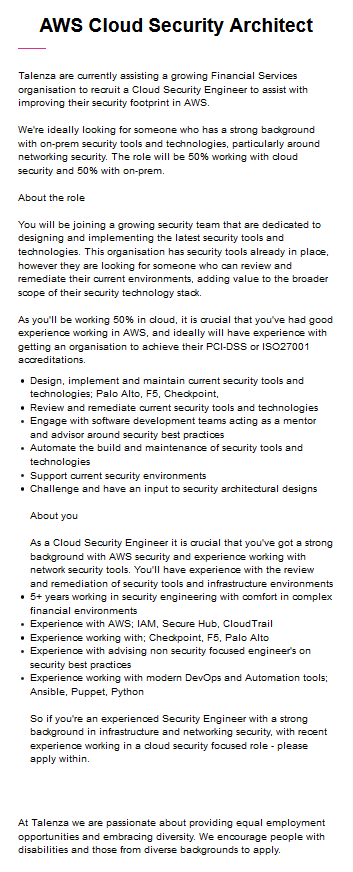 AWS Cloud Security Architect
Talenza are currently assisting a growing Financial Services
organisation to recruit a Cloud Security Engineer to assist with
improving their security footprint in AWS.
We're ideally looking for someone who has a strong background
with on-prem security tools and technologies, particularly around
networking security. The role will be 50% working with cloud
security and 50% with on-prem.
About the role
You will be joining a growing security team that are dedicated to
designing and implementing the latest security tools and
technologies. This organisation has security tools already in place,
however they are looking for someone who can review and
remediate their current environments, adding value to the broader
scope of their security technology stack.
As you'll be working 50% in cloud, it is crucial that you've had good
experience working in AWS, and ideally will have experience with
getting an organisation to achieve their PCI-DSS or ISO27001
accreditations.
• Design, implement and maintain current security tools and
technologies; Palo Alto, F5, Checkpoint,
• Review and remediate current security tools and technologies
• Engage with software development teams acting as a mentor
and advisor around security best practices
• Automate the build and maintenance of security tools and
technologies
• Support current security environments
• Challenge and have an input to security architectural designs
About you
As a Cloud Security Engineer it is crucial that you've got a strong
background with AWS security and experience working with
network security tools. You'll have experience with the review
and remediation of security tools and infrastructure environments
• 5+ years working in security engineering with comfort in complex
financial environments
• Experience with AWS; IAM, Secure Hub, CloudTrail
• Experience working with; Checkpoint, F5, Palo Alto
• Experience with advising non security focused engineer's on
security best practices
• Experience working with modern DevOps and Automation tools;
Ansible, Puppet, Python
So if you're an experienced Security Engineer with a strong
background in infrastructure and networking security, with recent
experience working in a cloud security focused role - please
apply within.
At Talenza we are passionate about providing equal employment
opportunities and embracing diversity. We encourage people with
disabilities and those from diverse backgrounds to apply.